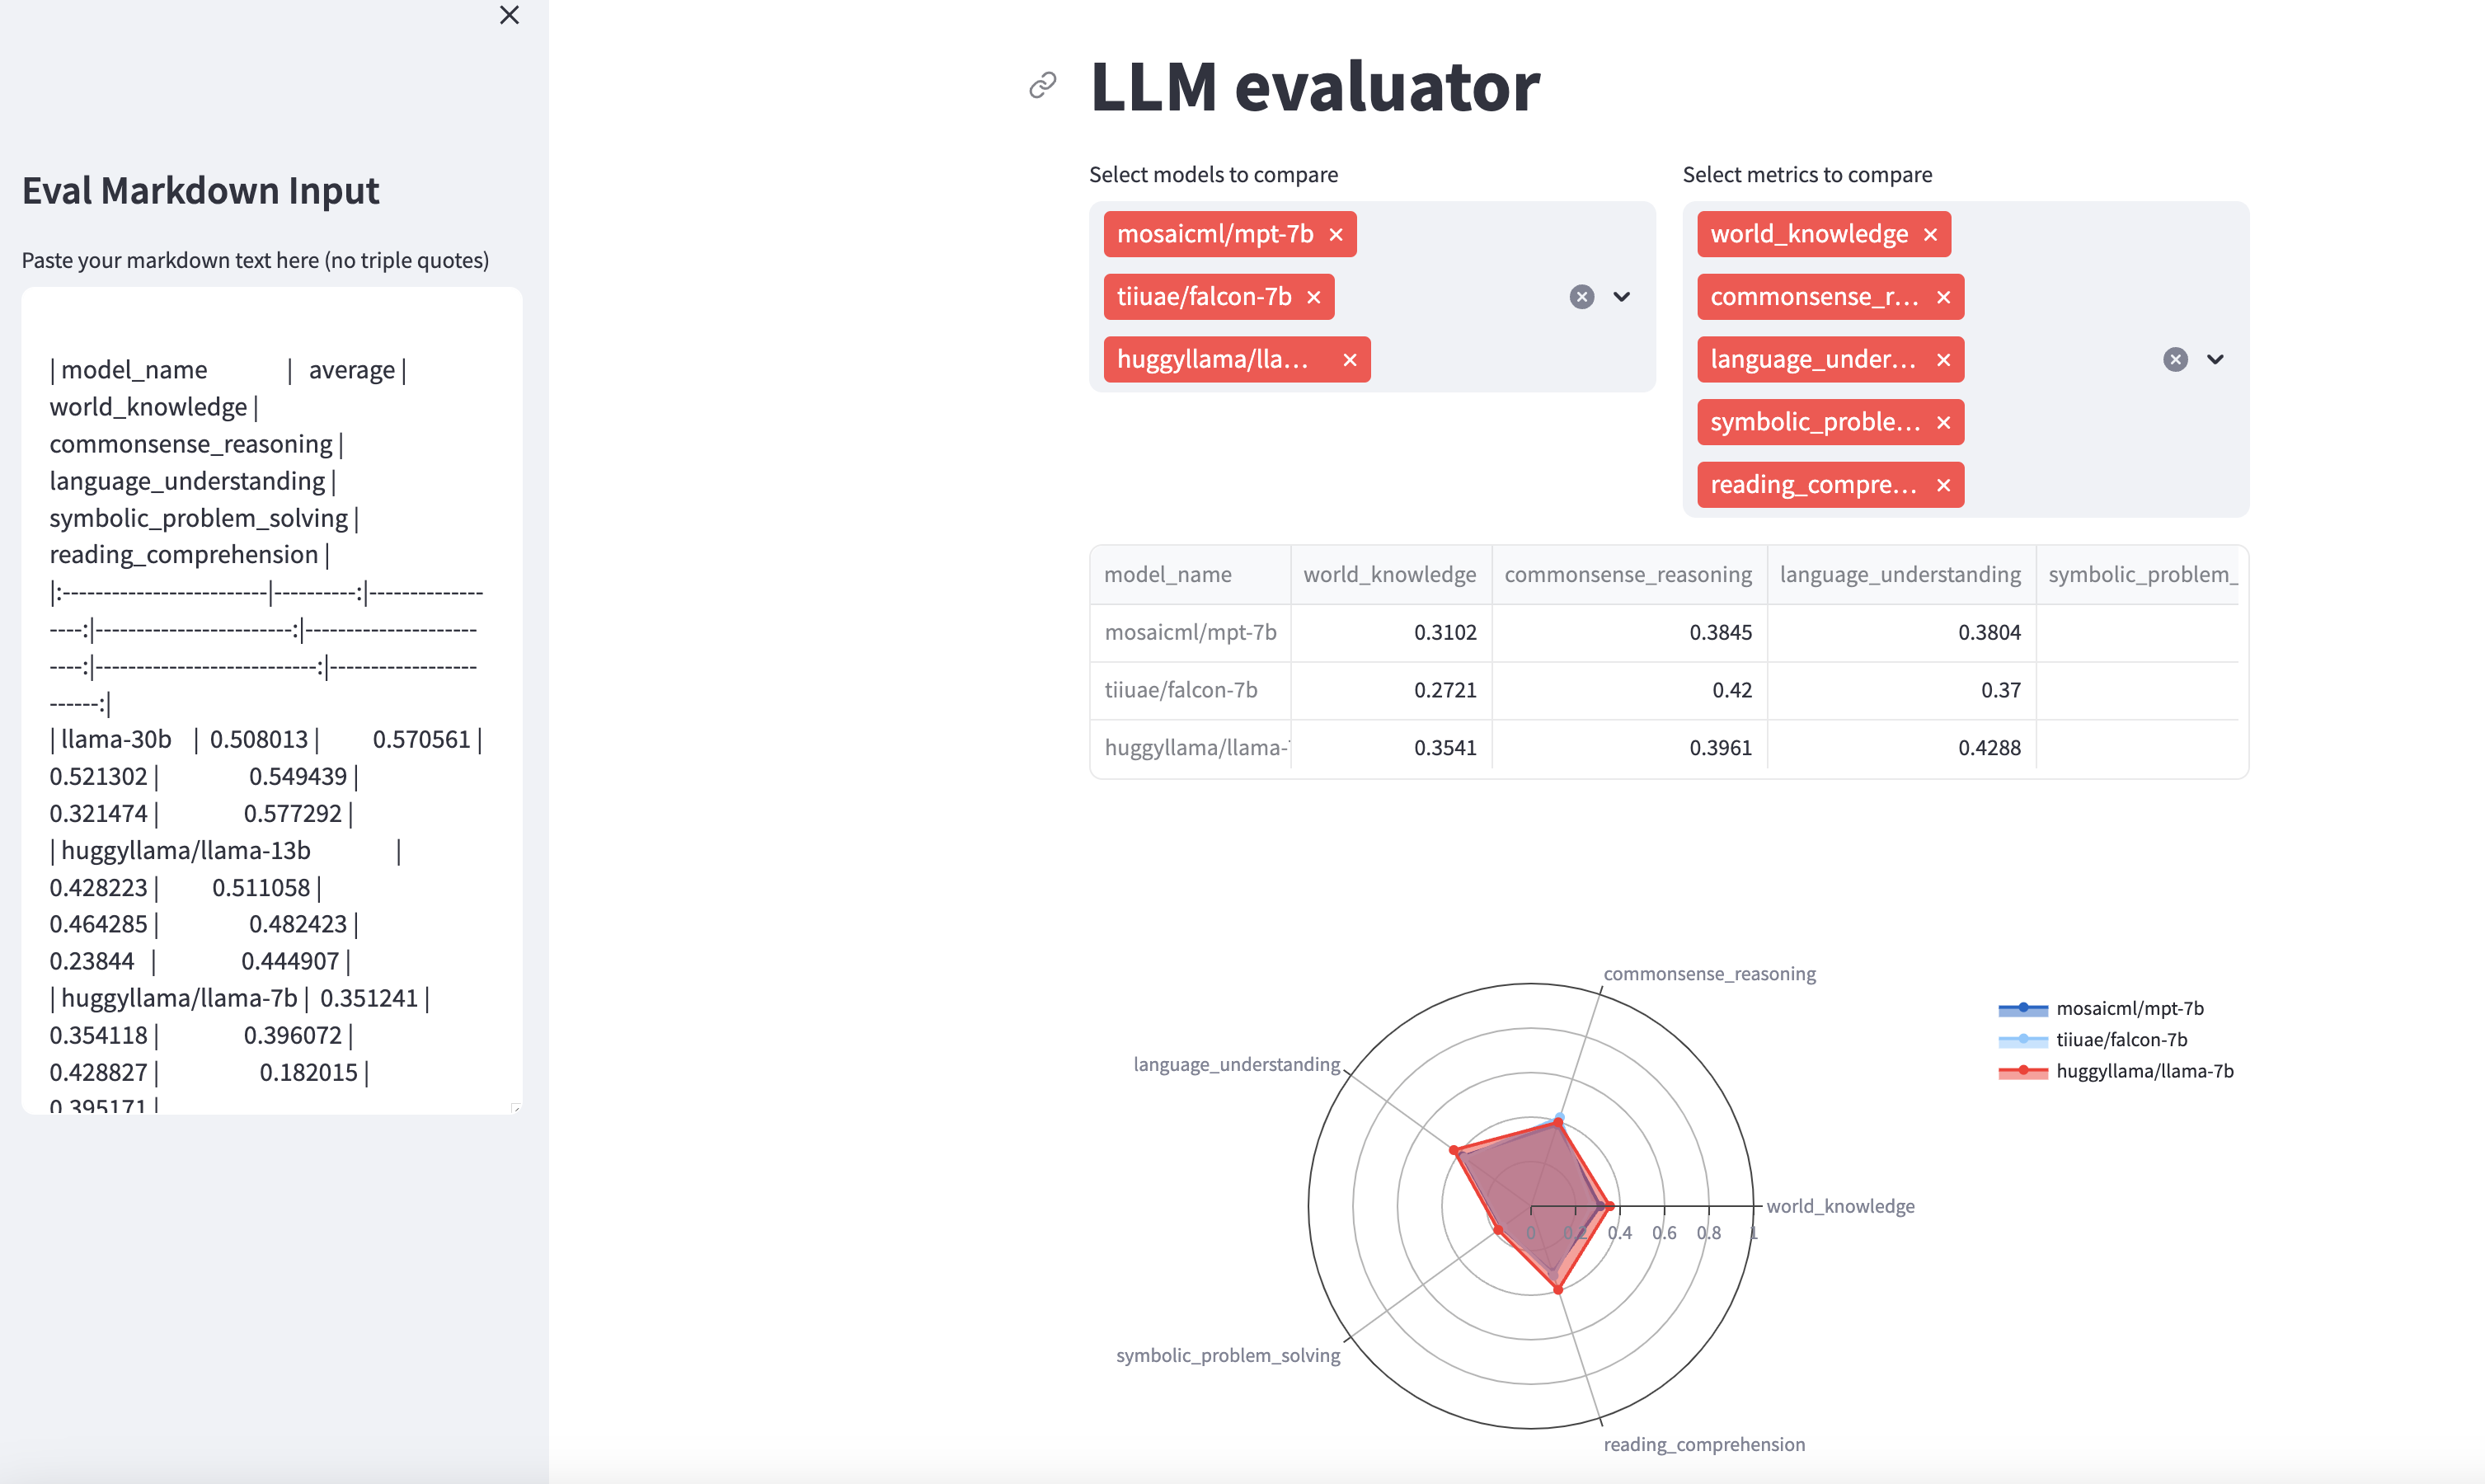 Eval Markdown Input
Paste your markdown text here (no triple quotes)
| model_name | average |
world_knowledge |
commonsense_reasoning |
language_understanding |
symbolic_problem_solving |
reading_comprehension |
|:-------------------------|----------:|--------------
----:|------------------------:|---------------------
----:|---------------------------:|------------------
------:|
| llama-30b | 0.508013 | 0.570561 |
0.521302 | 0.549439 |
0.321474 | 0.577292 |
| huggyllama/llama-13b |
0.428223 | 0.511058 |
0.464285 | 0.482423 |
0.23844 | 0.444907 |
| huggyllama/llama-7b | 0.351241 |
0.354118 | 0.396072 |
0.428827 | 0.182015 |
0.395171 |
LLM evaluator
Select models to compare
mosaicml/mpt-7b
tiiuae/falcon-7b
huggyllama/lla...
Select metrics to compare
world_knowledge
commonsense_r...
language_under...
symbolic_proble...
reading_compre...
model_name world_knowledge commonsense_reasoning language_understanding symbolic_problem_
mosaicml/mpt-7b 0.3102 0.3845 0.3804
tiiuae/falcon-7b 0.2721 0.42 0.37
huggyllama/llama- 0.3541 0.3961 0.4288
commonsense_reasoning
language_understanding
world_knowledge
0 0.2 0.4 0.6 0.8 1
symbolic_problem_solving
reading_comprehension
mosaicml/mpt-7b
tiiuae/falcon-7b
huggyllama/llama-7b